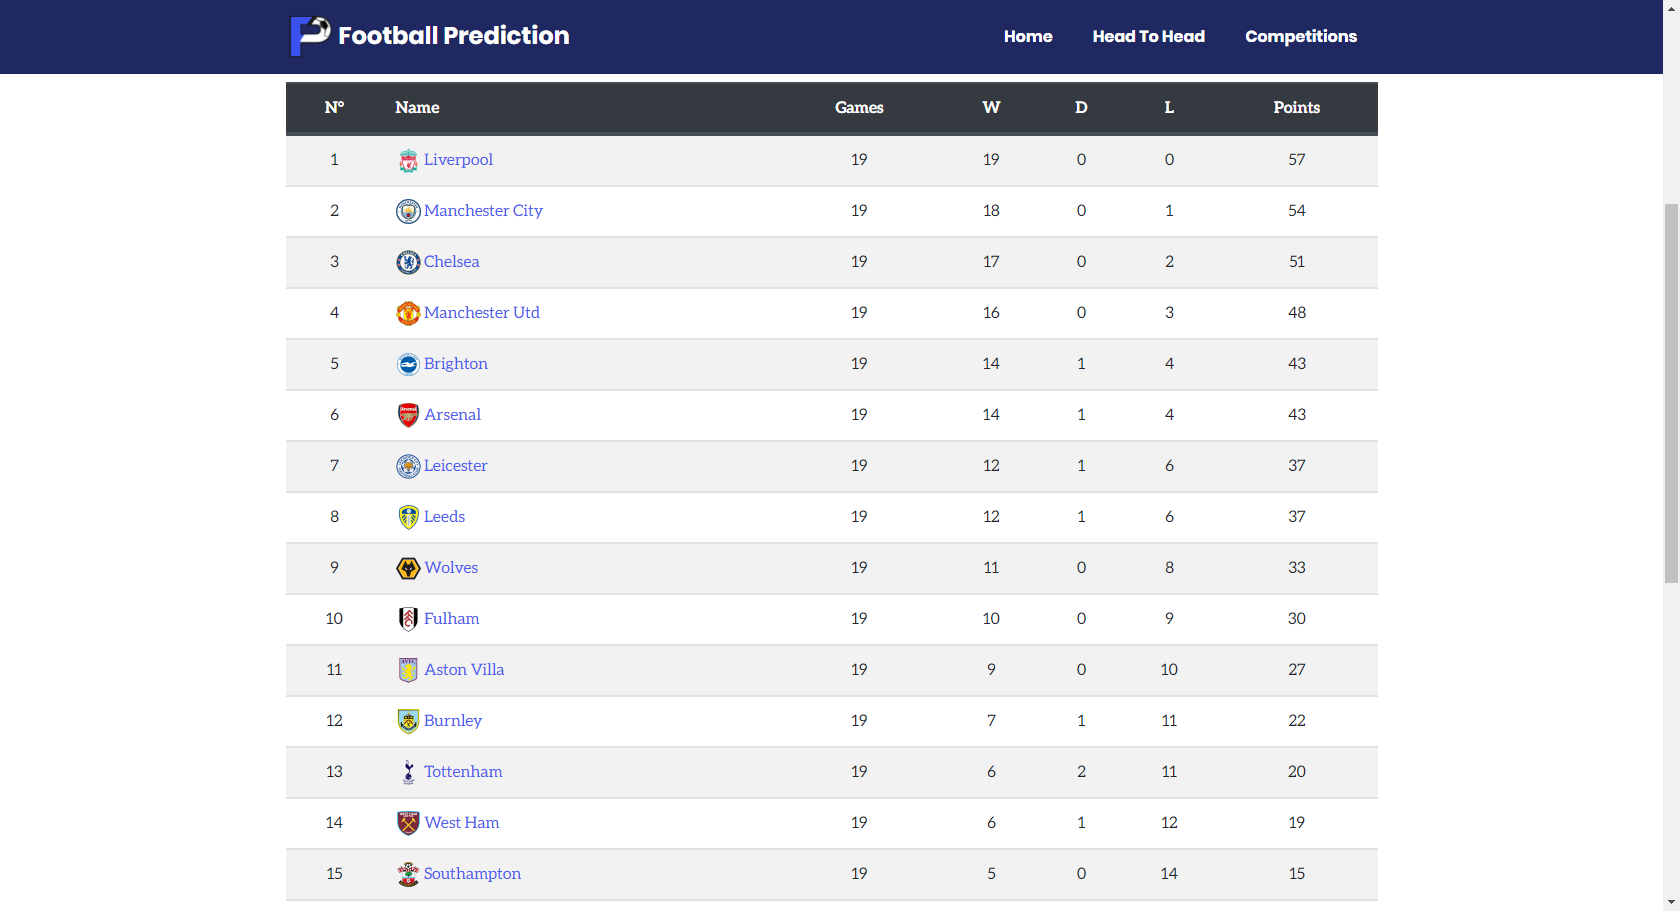 Football Prediction Home Head To Head Competitions
N° Name Games W D L Points
1 Liverpool 19 19 0 0 57
2 Manchester City 19 18 0 1 54
3 Chelsea 19 17 0 2 51
4 Manchester Utd 19 16 0 3 48
5 Brighton 19 14 1 4 43
6 Arsenal 19 14 1 4 43
7 Leicester 19 12 1 6 37
8 Leeds 19 12 1 6 37
9 Wolves 19 11 0 8 33
10 Fulham 19 10 0 9 30
11 Aston Villa 19 9 0 10 27
12 Burnley 19 7 1 11 22
13 Tottenham 19 6 2 11 20
14 West Ham 19 6 1 12 19
15 Southampton 19 5 0 14 15